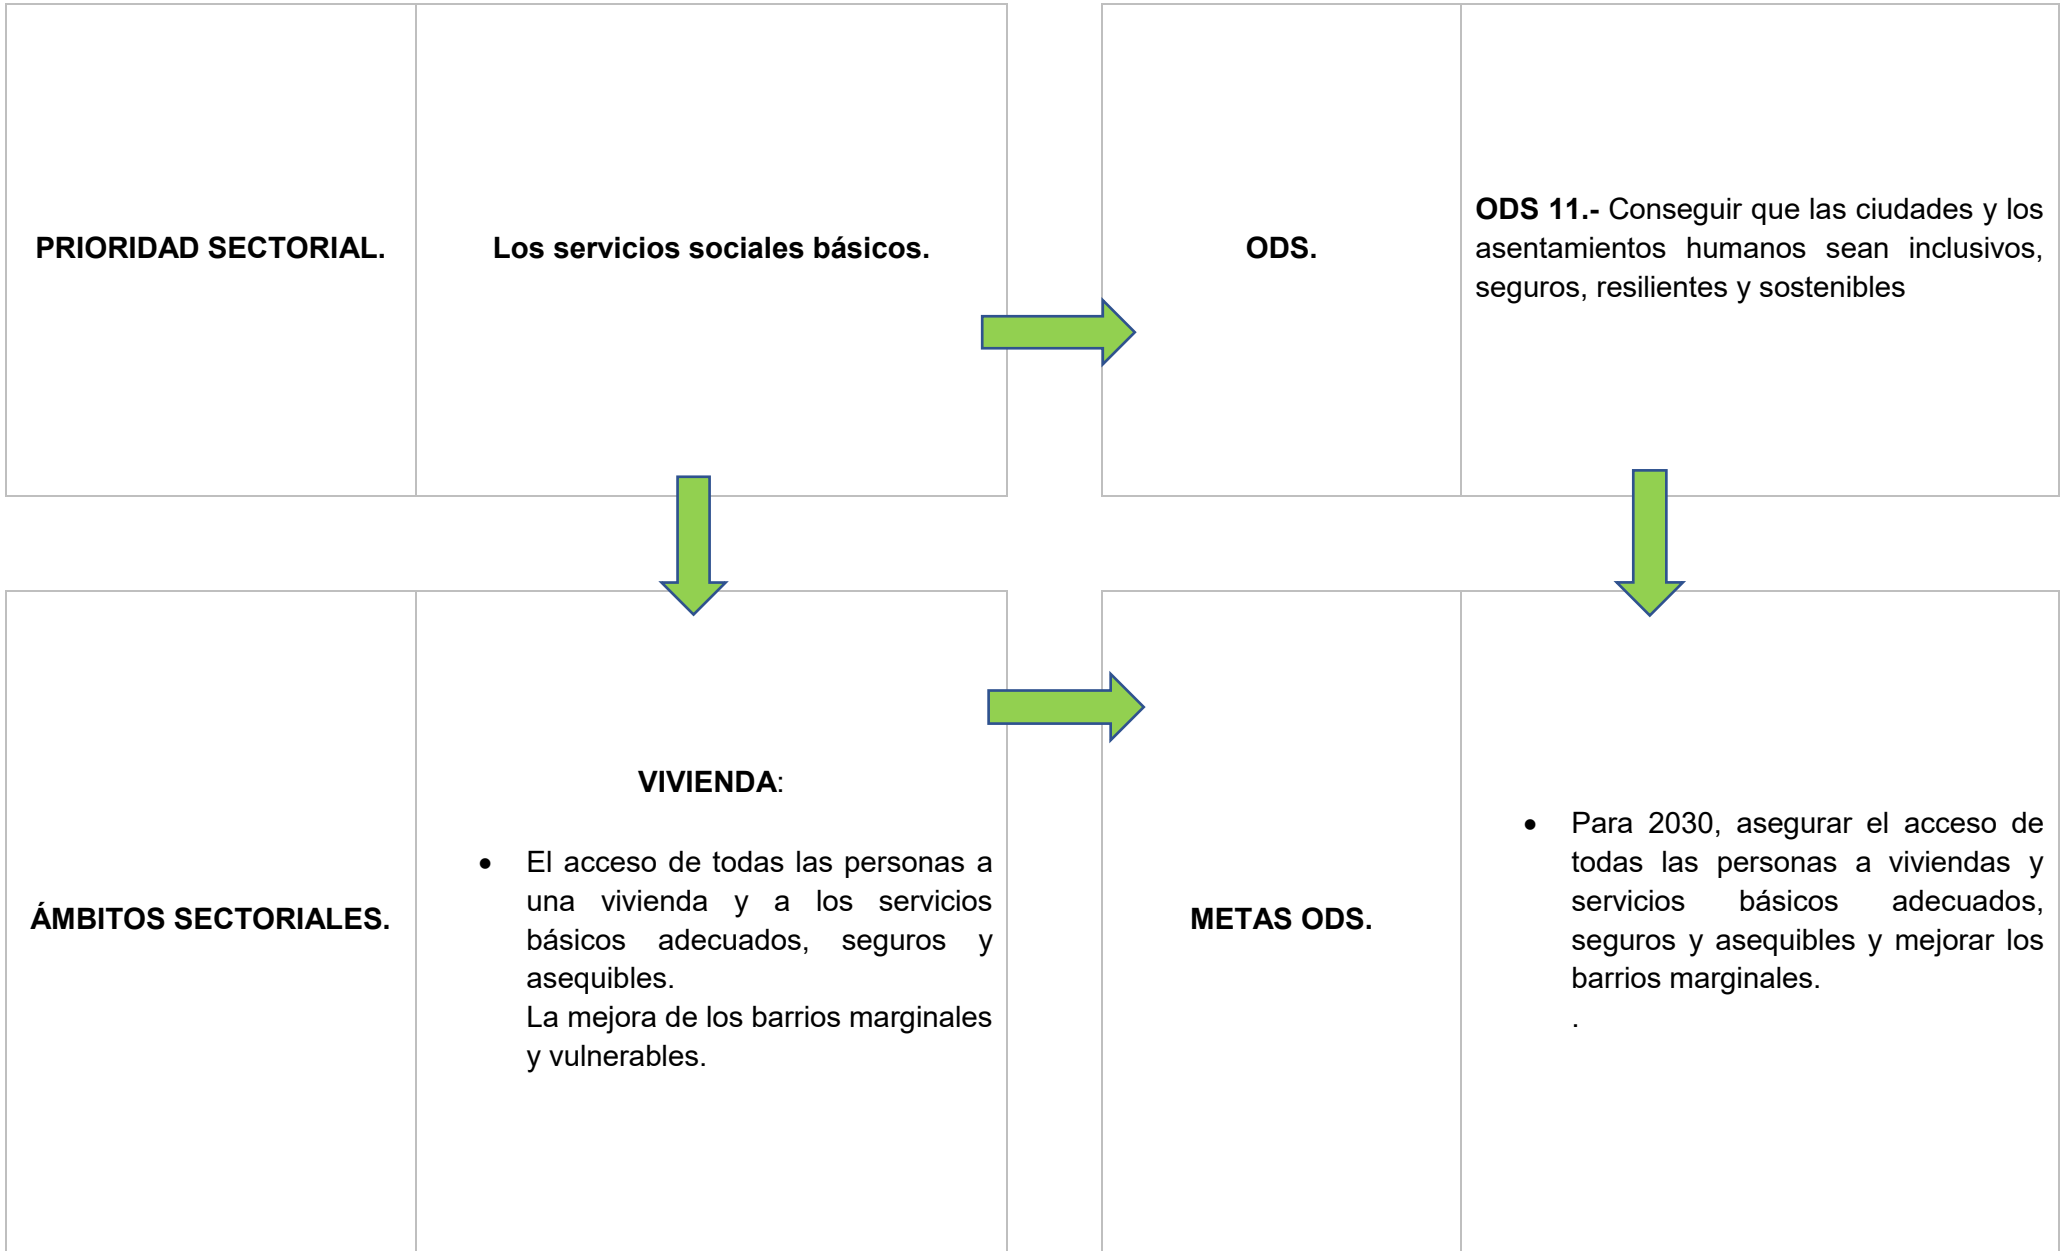 PRIORIDAD SECTORIAL.
Los servicios sociales básicos.
ODS.
ODS 11.- Conseguir que las ciudades y los
asentamientos humanos sean inclusivos,
seguros, resilientes y sostenibles
ÁMBITOS SECTORIALES.
VIVIENDA:
• El acceso de todas las personas a
una vivienda y a los servicios
básicos adecuados, seguros y
asequibles.
La mejora de los barrios marginales
y vulnerables.
METAS ODS.
• Para 2030, asegurar el acceso de
todas las personas a viviendas y
servicios básicos adecuados,
seguros y asequibles y mejorar los
barrios marginales.
.